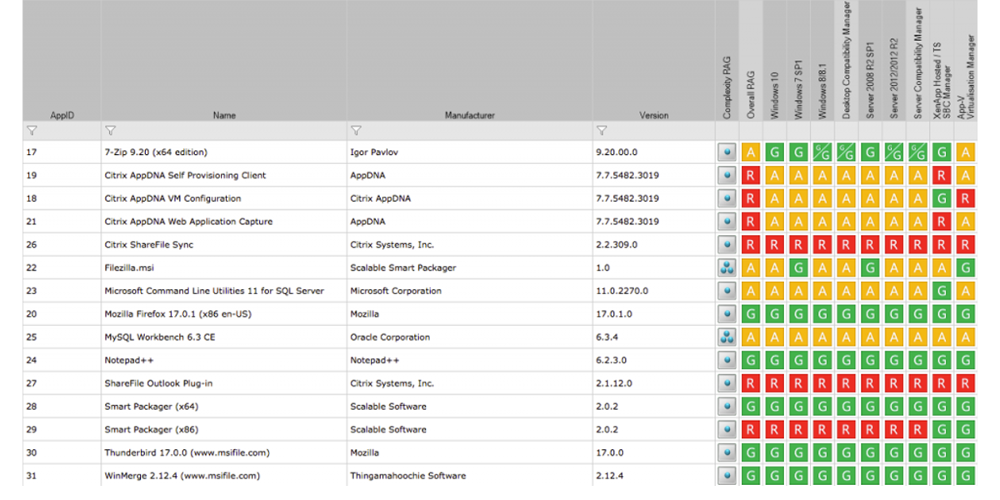 AppID Name Manufacturer Version Complexity RAG Overall RAG Windows 10 Windows 7 SP1 Windows 8/8.1 Desktop Compatibility Manager Server 2008 R2 SP1 Server 2012/2012 R2 Server Compatibility Manager XenApp Hosted / TS SBC Manager App-V Virtualisation Manager
17 7-Zip 9.20 (x64 edition) Igor Pavlov 9.20.00.0 A G G G/G G/G G G/G G/G G A
19 Citrix AppDNA Self Provisioning Client AppDNA 7.7.5482.3019 R A A A A A A A R A
18 Citrix AppDNA VM Configuration Citrix AppDNA 7.7.5482.3019 R A A A A A A A G R
21 Citrix AppDNA Web Application Capture AppDNA 7.7.5482.3019 R A A A A A A A R A
26 Citrix ShareFile Sync Citrix Systems, Inc. 2.2.309.0 R R R R R R R R R R
22 Filezilla.msi Scalable Smart Packager 1.0 A A G A A G A A A G
23 Microsoft Command Line Utilities 11 for SQL Server Microsoft Corporation 11.0.2270.0 A A A A A A A A G A
20 Mozilla Firefox 17.0.1 (x86 en-US) Mozilla 17.0.1.0 G G G G G G G G G G
25 MySQL Workbench 6.3 CE Oracle Corporation 6.3.4 A A A A A A A A A A
24 Notepad++ Notepad++ 6.2.3.0 G G G G G G G G G G
27 ShareFile Outlook Plug-in Citrix Systems, Inc. 2.1.12.0 R R R R R R R R R R
28 Smart Packager (x64) Scalable Software 2.0.2 G G G G G G G G G G
29 Smart Packager (x86) Scalable Software 2.0.2 R R R R R R R R G G
30 Thunderbird 17.0.0 (www.msifile.com) Mozilla 17.0.0 G G G G G G G G G G
31 WinMerge 2.12.4 (www.msifile.com) Thingamahoochie Software 2.12.4 G G G G G G G G G G